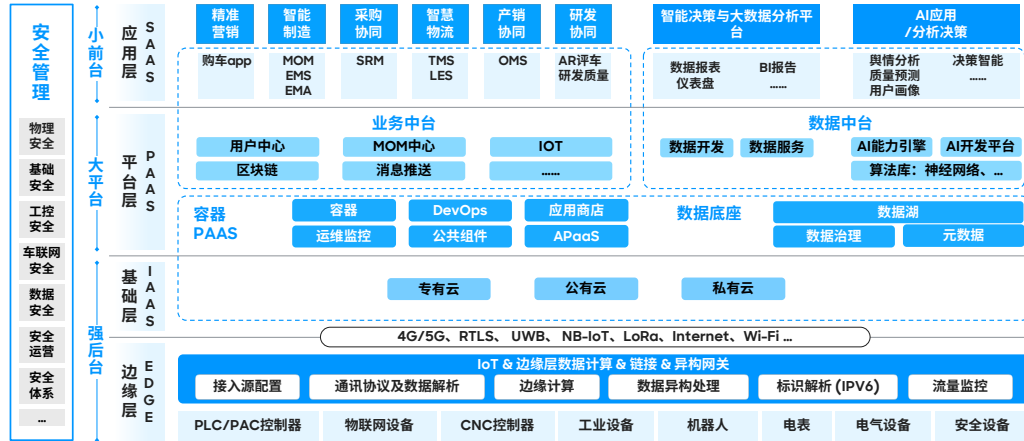 安全管理
物理
安全
基础
安全
工控
安全
车联网
安全
数据
安全
安全
运营
安全
体系
...
小前台
大平台
强后台
应用层
SAAS
精准
营销
智能
制造
采购
协同
智慧
物流
产销
协同
研发
协同
智能决策与大数据分析平
台
AI应用
/分析决策
购车app
MOM
EMS
EMA
SRM
TMS
LES
OMS
AR评车
研发质量
数据报表
仪表盘
BI报告
......
舆情分析
质量预测
用户画像
决策智能
......
平台层
PAAS
业务中台
用户中心
MOM中心
IOT
区块链
消息推送
......
数据中台
数据开发
数据服务
AI能力引擎
AI开发平台
算法库：神经网络、...
容器
PAAS
容器
DevOps
应用商店
运维监控
公共组件
APaaS
数据底座
数据湖
数据治理
元数据
基础层
IAAS
专有云
公有云
私有云
4G/5G、RTLS、 UWB、 NB-IoT、LoRa、Internet、Wi-Fi ...
边缘层
EDGE
IoT & 边缘层数据计算 & 链接 & 异构网关
接入源配置
通讯协议及数据解析
边缘计算
数据异构处理
标识解析 (IPV6)
流量监控
PLC/PAC控制器
物联网设备
CNC控制器
工业设备
机器人
电表
电气设备
安全设备